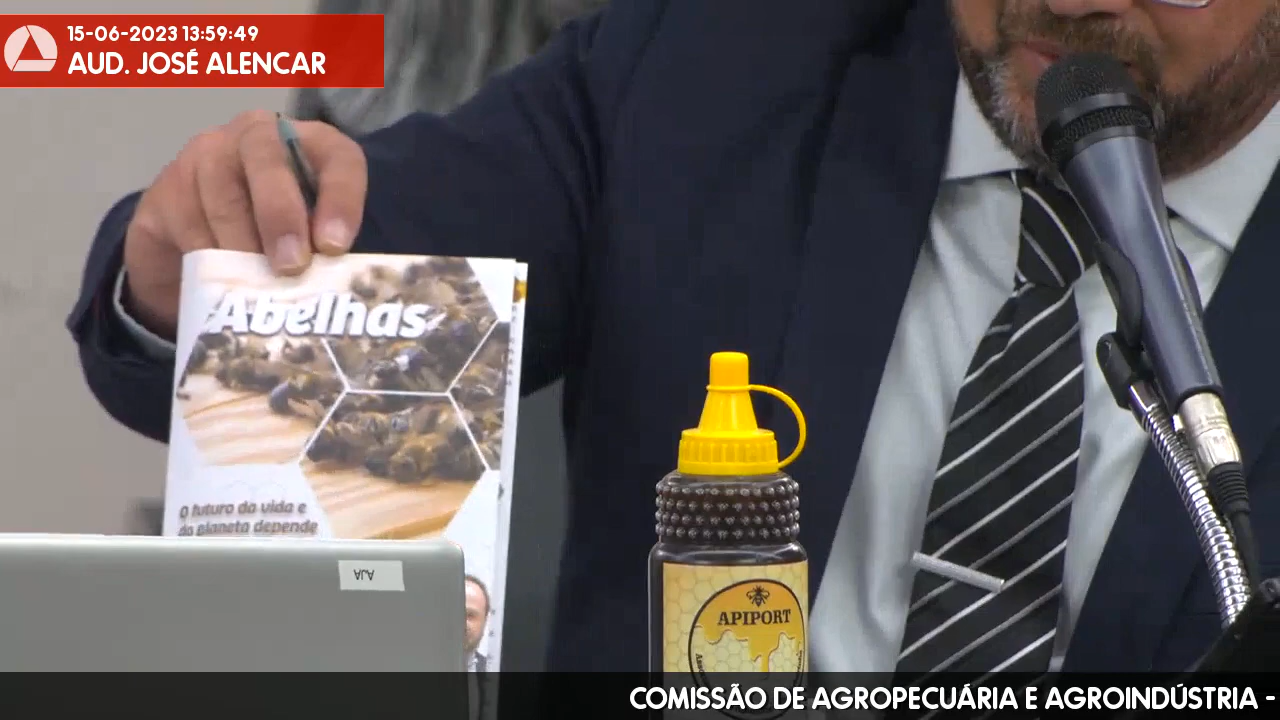 15-06-2023 13:59:49
AUD. JOSÉ ALENCAR
Abelhas
O futuro da vida e
do planeta depende
AJA
APIPORT
COMISSÃO DE AGROPECUÁRIA E AGROINDÚSTRIA -